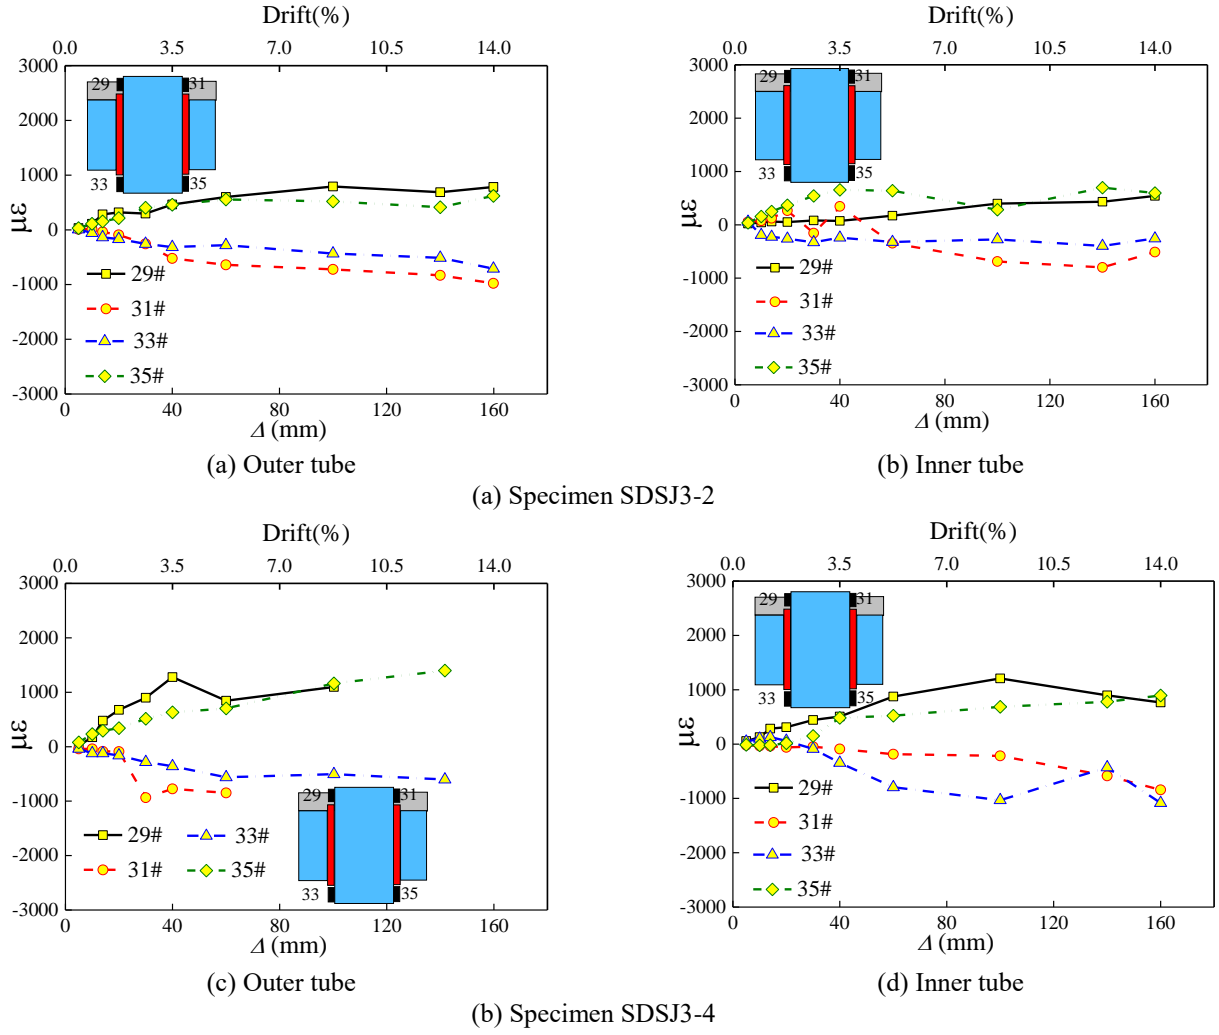 Drift(%)
0.0 3.5 7.0 10.5 14.0
3000
2000
1000
0
-1000
-2000
-3000
με
29 31
33 35
29#
31#
33#
35#
0 40 80 120 160
Δ (mm)
(a) Outer tube
Drift(%)
0.0 3.5 7.0 10.5 14.0
3000
2000
1000
0
-1000
-2000
-3000
με
29 31
33 35
29#
31#
33#
35#
0 40 80 120 160
Δ (mm)
(b) Inner tube
(a) Specimen SDSJ3-2
Drift(%)
0.0 3.5 7.0 10.5 14.0
3000
2000
1000
0
-1000
-2000
-3000
με
29 31
33 35
29# 33#
31# 35#
0 40 80 120 160
Δ (mm)
(c) Outer tube
Drift(%)
0.0 3.5 7.0 10.5 14.0
3000
2000
1000
0
-1000
-2000
-3000
με
29 31
33 35
29#
31#
33#
35#
0 40 80 120 160
Δ (mm)
(d) Inner tube
(b) Specimen SDSJ3-4